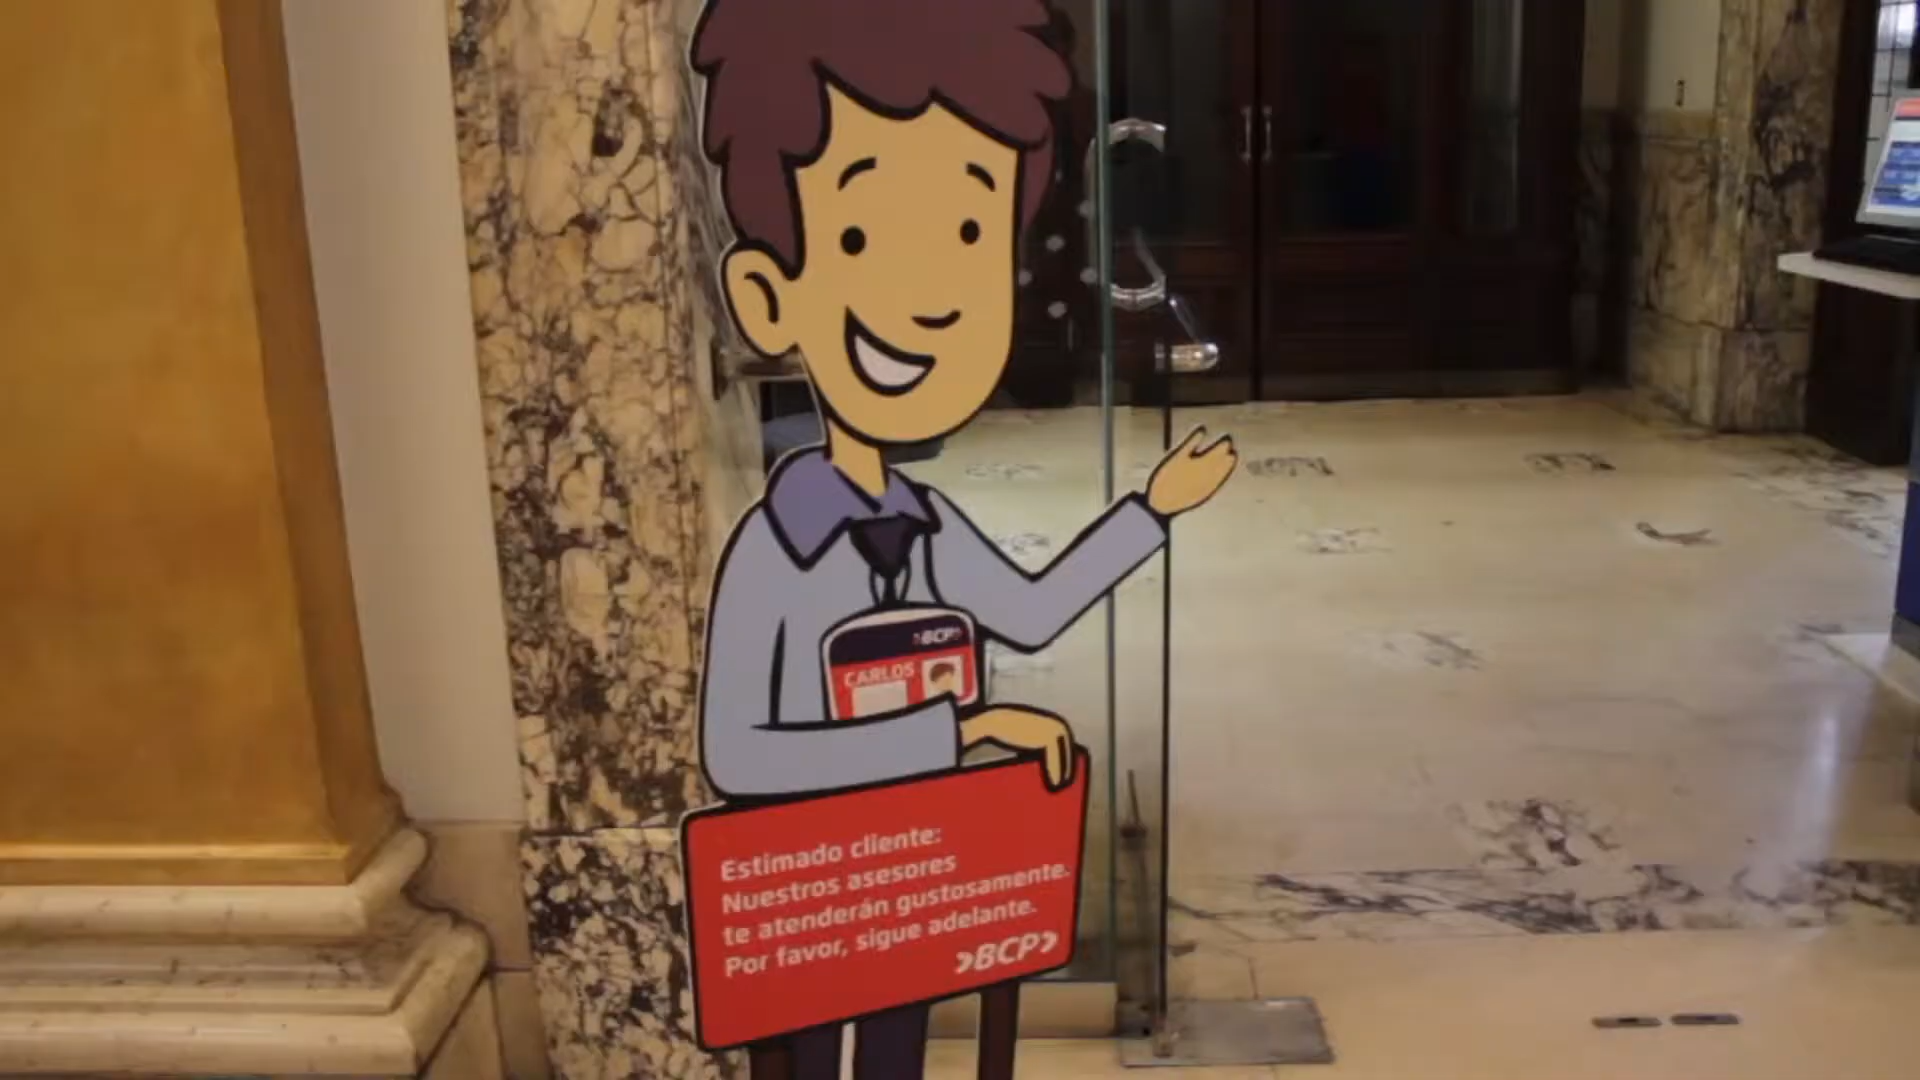 ›BCP›
CARLOS
Estimado cliente:
Nuestros asesores
te atenderán gustosamente.
Por favor, sigue adelante.
›BCP›